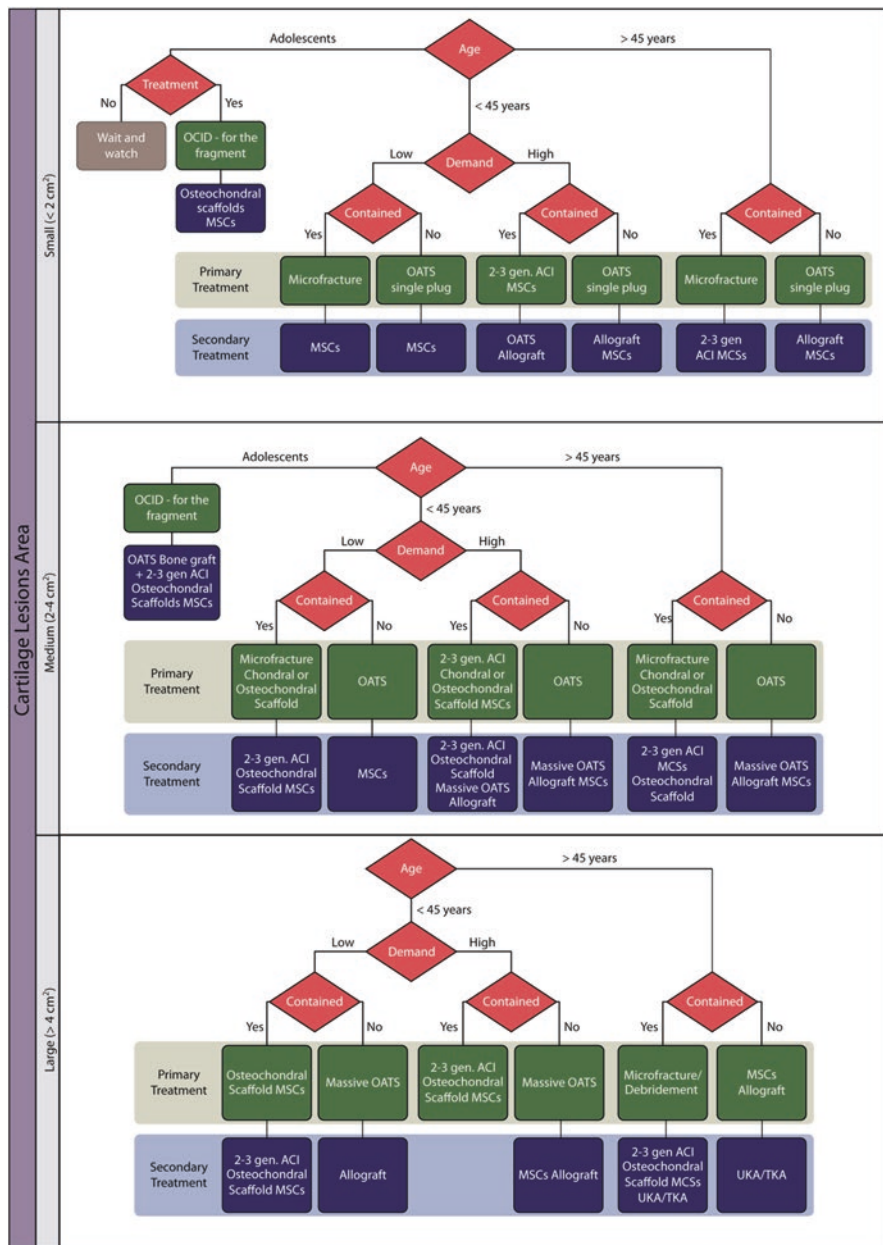 Cartilage Lesions Area
Small (< 2 cm²)
Adolescents
Age
> 45 years
Treatment
< 45 years
No
Yes
Wait and
watch
OCID - for the
fragment
Low
Demand
High
Osteochondral
scaffolds
MSCs
Contained
Contained
Contained
Yes
No
Yes
No
Yes
No
Primary
Treatment
Microfracture
OATS
single plug
2-3 gen. ACI
MSCs
OATS
single plug
Microfracture
OATS
single plug
Secondary
Treatment
MSCs
MSCs
OATS
Allograft
Allograft
MSCs
2-3 gen
ACI MCSs
Allograft
MSCs
Medium (2-4 cm²)
Adolescents
Age
> 45 years
OCID - for the
fragment
< 45 years
Low
Demand
High
OATS Bone graft
+ 2-3 gen ACI
Osteochondral
Scaffolds MSCs
Contained
Contained
Contained
Yes
No
Yes
No
Yes
No
Primary
Treatment
Microfracture
Chondral or
Osteochondral
Scaffold
OATS
2-3 gen. ACI
Chondral or
Osteochondral
Scaffold MSCs
OATS
Microfracture
Chondral or
Osteochondral
Scaffold
OATS
Secondary
Treatment
2-3 gen. ACI
Osteochondral
Scaffold MSCs
MSCs
2-3 gen. ACI
Osteochondral
Scaffold
Massive OATS
Allograft
Massive OATS
Allograft MSCs
2-3 gen. ACI
MCSs
Osteochondral
Scaffold
Massive OATS
Allograft MSCs
Large (> 4 cm²)
Age
> 45 years
< 45 years
Low
Demand
High
Contained
Contained
Contained
Yes
No
Yes
No
Yes
No
Primary
Treatment
Osteochondral
Scaffold MSCs
Massive OATS
2-3 gen. ACI
Osteochondral
Scaffold MSCs
Massive OATS
Microfracture/
Debridement
MSCs
Allograft
Secondary
Treatment
2-3 gen. ACI
Osteochondral
Scaffold MSCs
Allograft
MSCs Allograft
2-3 gen. ACI
Osteochondral
Scaffold MCSs
UKA/TKA
UKA/TKA